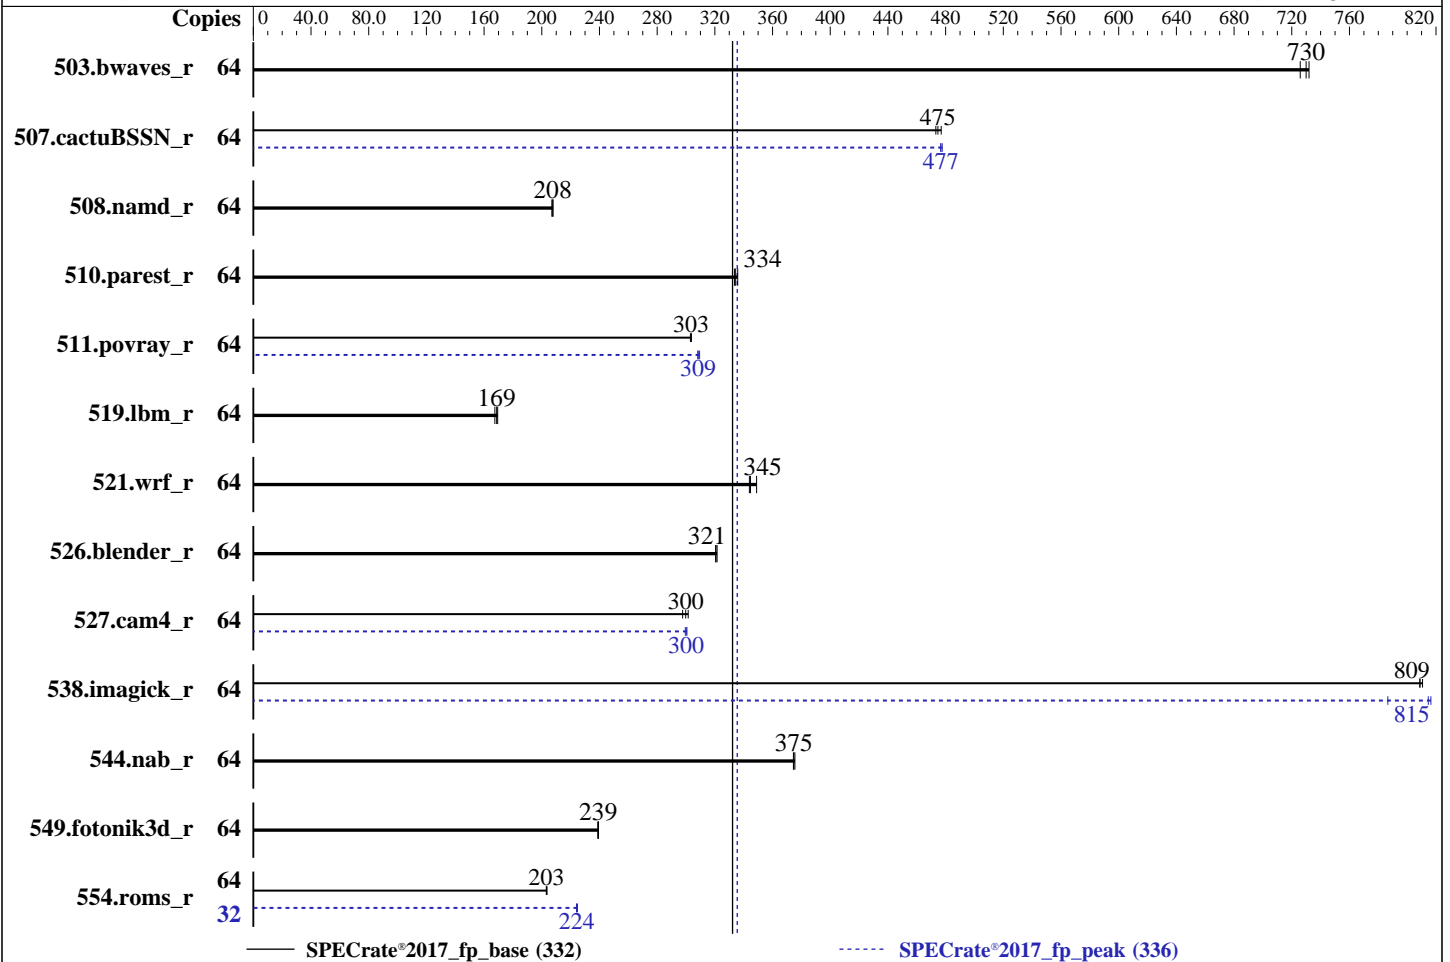 Copies 0 40.0 80.0 120 160 200 240 280 320 360 400 440 480 520 560 600 640 680 720 760 820
503.bwaves_r 64 730
507.cactuBSSN_r 64 475
477
508.namd_r 64 208
510.parest_r 64 334
511.povray_r 64 303
309
519.lbm_r 64 169
521.wrf_r 64 345
526.blender_r 64 321
527.cam4_r 64 300
300
538.imagick_r 64 809
815
544.nab_r 64 375
549.fotonik3d_r 64 239
554.roms_r 64 203
32 224
SPECrate®2017_fp_base (332) SPECrate®2017_fp_peak (336)